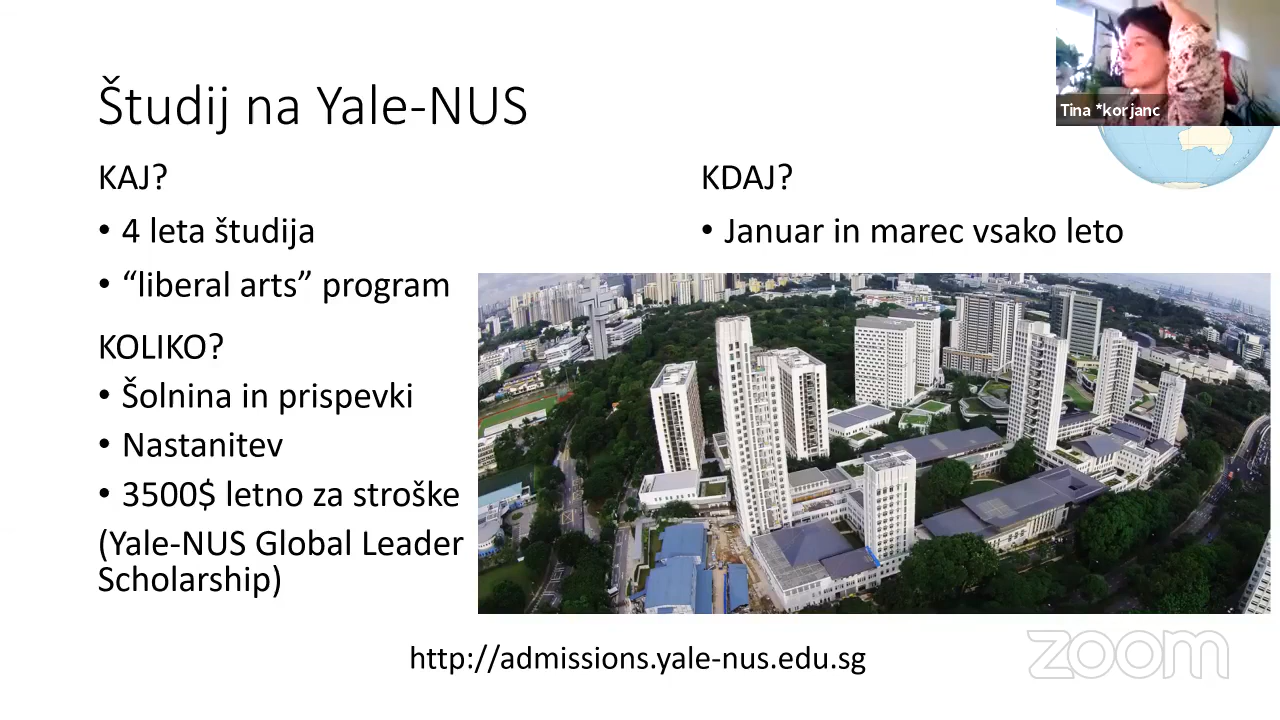 Študij na Yale-NUS
KAJ?
• 4 leta študija
• “liberal arts” program
KOLIKO?
• Šolnina in prispevki
• Nastanitev
• 3500$ letno za stroške
(Yale-NUS Global Leader
Scholarship)
KDAJ?
• Januar in marec vsako leto
http://admissions.yale-nus.edu.sg
Tina *korjanc
zoom